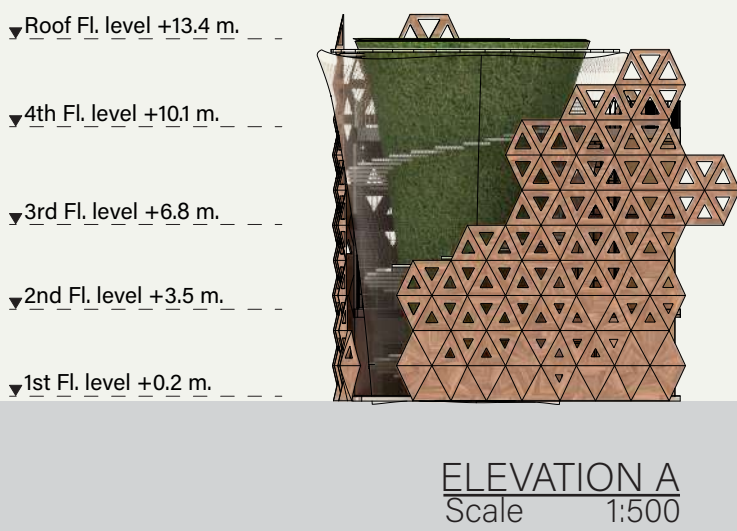 Roof Fl. level +13.4 m.
4th Fl. level +10.1 m.
3rd Fl. level +6.8 m.
2nd Fl. level +3.5 m.
1st Fl. level +0.2 m.
ELEVATION A
Scale 1:500